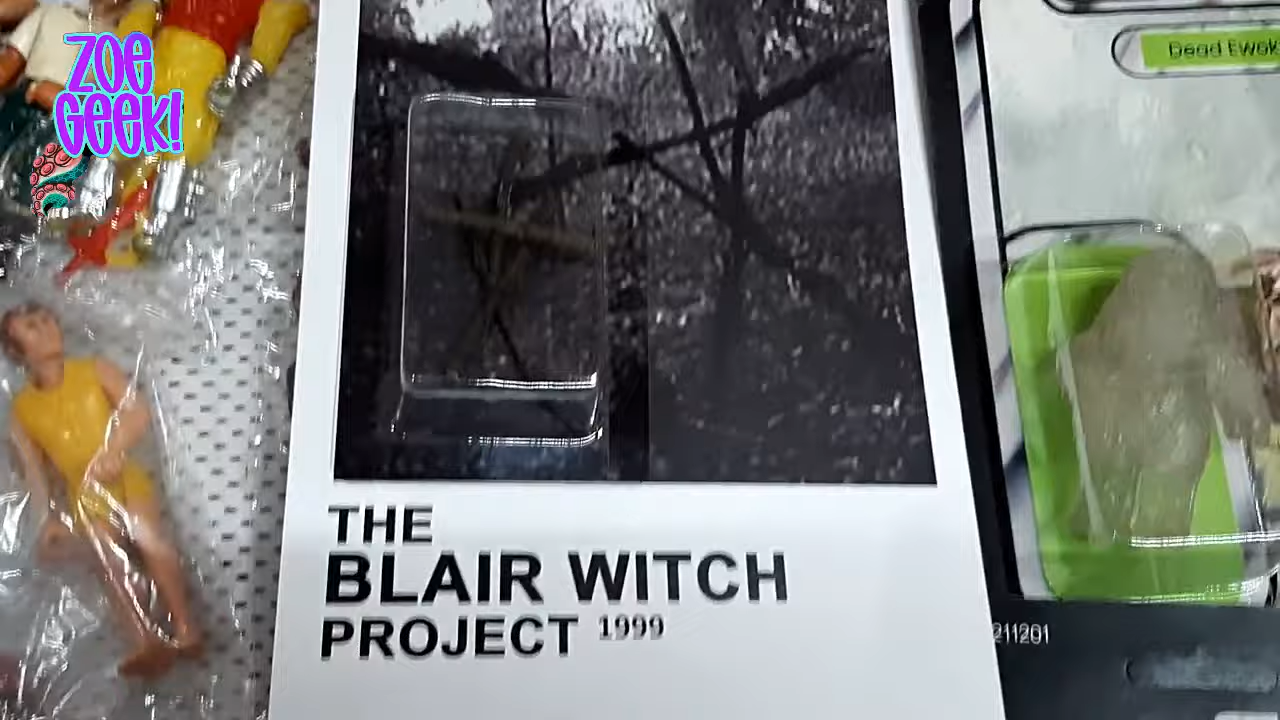 ZOE
GEEK!
Dead Ewok
THE
BLAIR WITCH
PROJECT 1999
211201